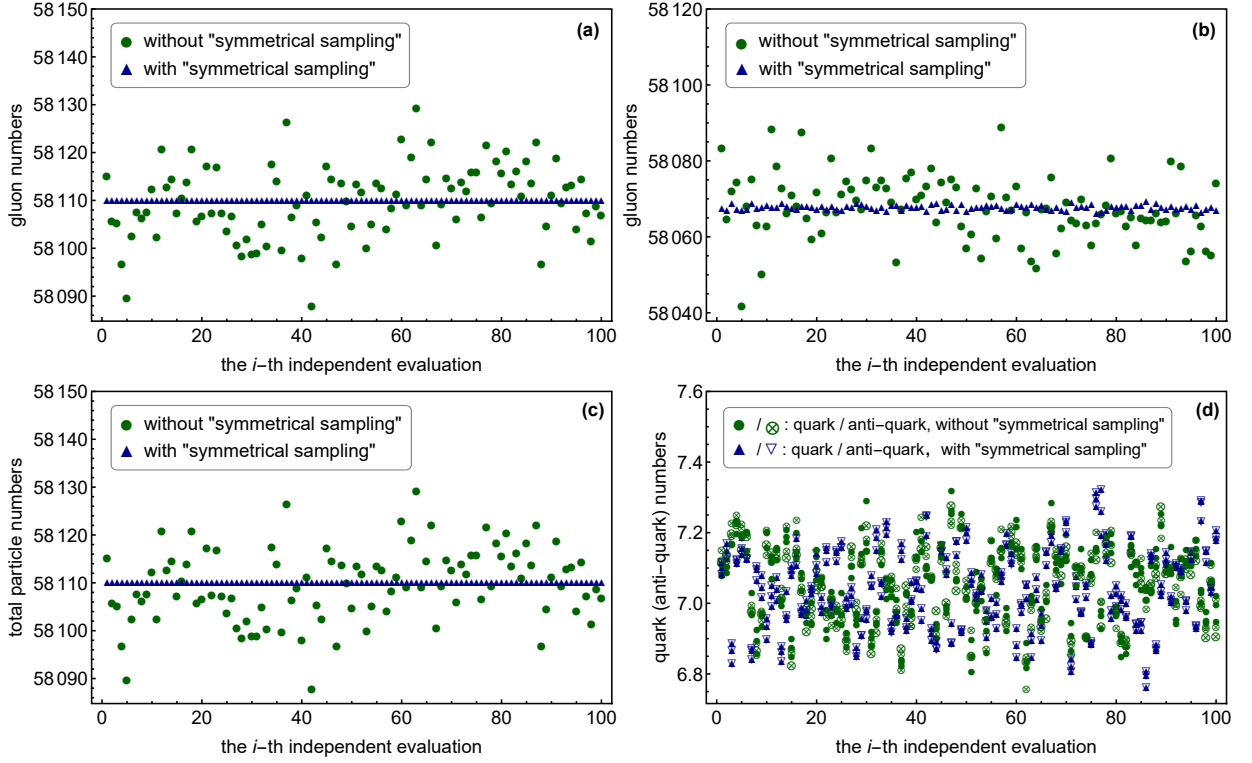 58 150
58 140
58 130
58 120
58 110
58 100
58 090
gluon numbers
without "symmetrical sampling"
with "symmetrical sampling"
(a)
0 20 40 60 80 100
the i-th independent evaluation
58 120
58 100
58 080
58 060
58 040
gluon numbers
without "symmetrical sampling"
with "symmetrical sampling"
(b)
0 20 40 60 80 100
the i-th independent evaluation
58 150
58 140
58 130
58 120
58 110
58 100
58 090
total particle numbers
without "symmetrical sampling"
with "symmetrical sampling"
(c)
0 20 40 60 80 100
the i-th independent evaluation
7.6
7.4
7.2
7.0
6.8
quark (anti-quark) numbers
● / ⊗ : quark / anti-quark, without "symmetrical sampling"
▲ / ▽ : quark / anti-quark, with "symmetrical sampling"
(d)
0 20 40 60 80 100
the i-th independent evaluation